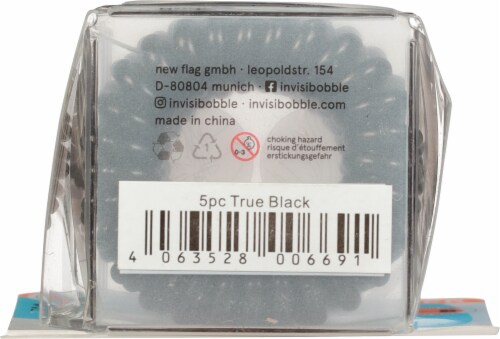 new flag gmbh · leopoldstr. 154
D-80804 munich · invisibobble
invisibobble · invisibobble.com
made in china
1
0-3
choking hazard
risque d'étouffement
erstickungsgefahr
5pc True Black
4 063528 006691